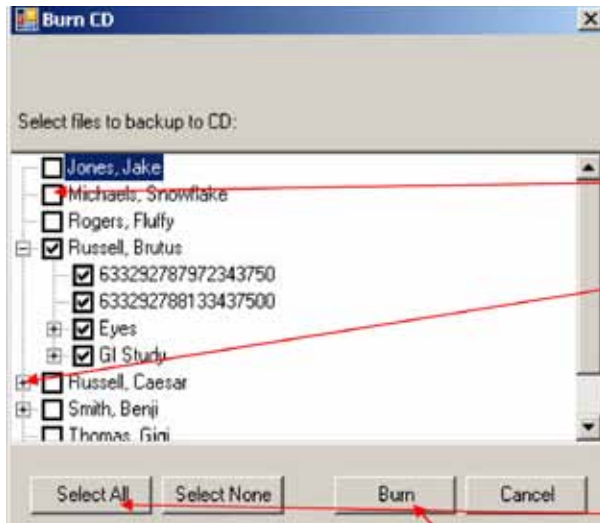 Burn CD
Select files to backup to CD:
Jones, Jake
Michaels, Snowflake
Rogers, Fluffy
Russell, Brutus
633292787972343750
633292788133437500
Eyes
GI Study
Russell, Caesar
Smith, Benji
Thomas, Gigi
Select All Select None Burn Cancel